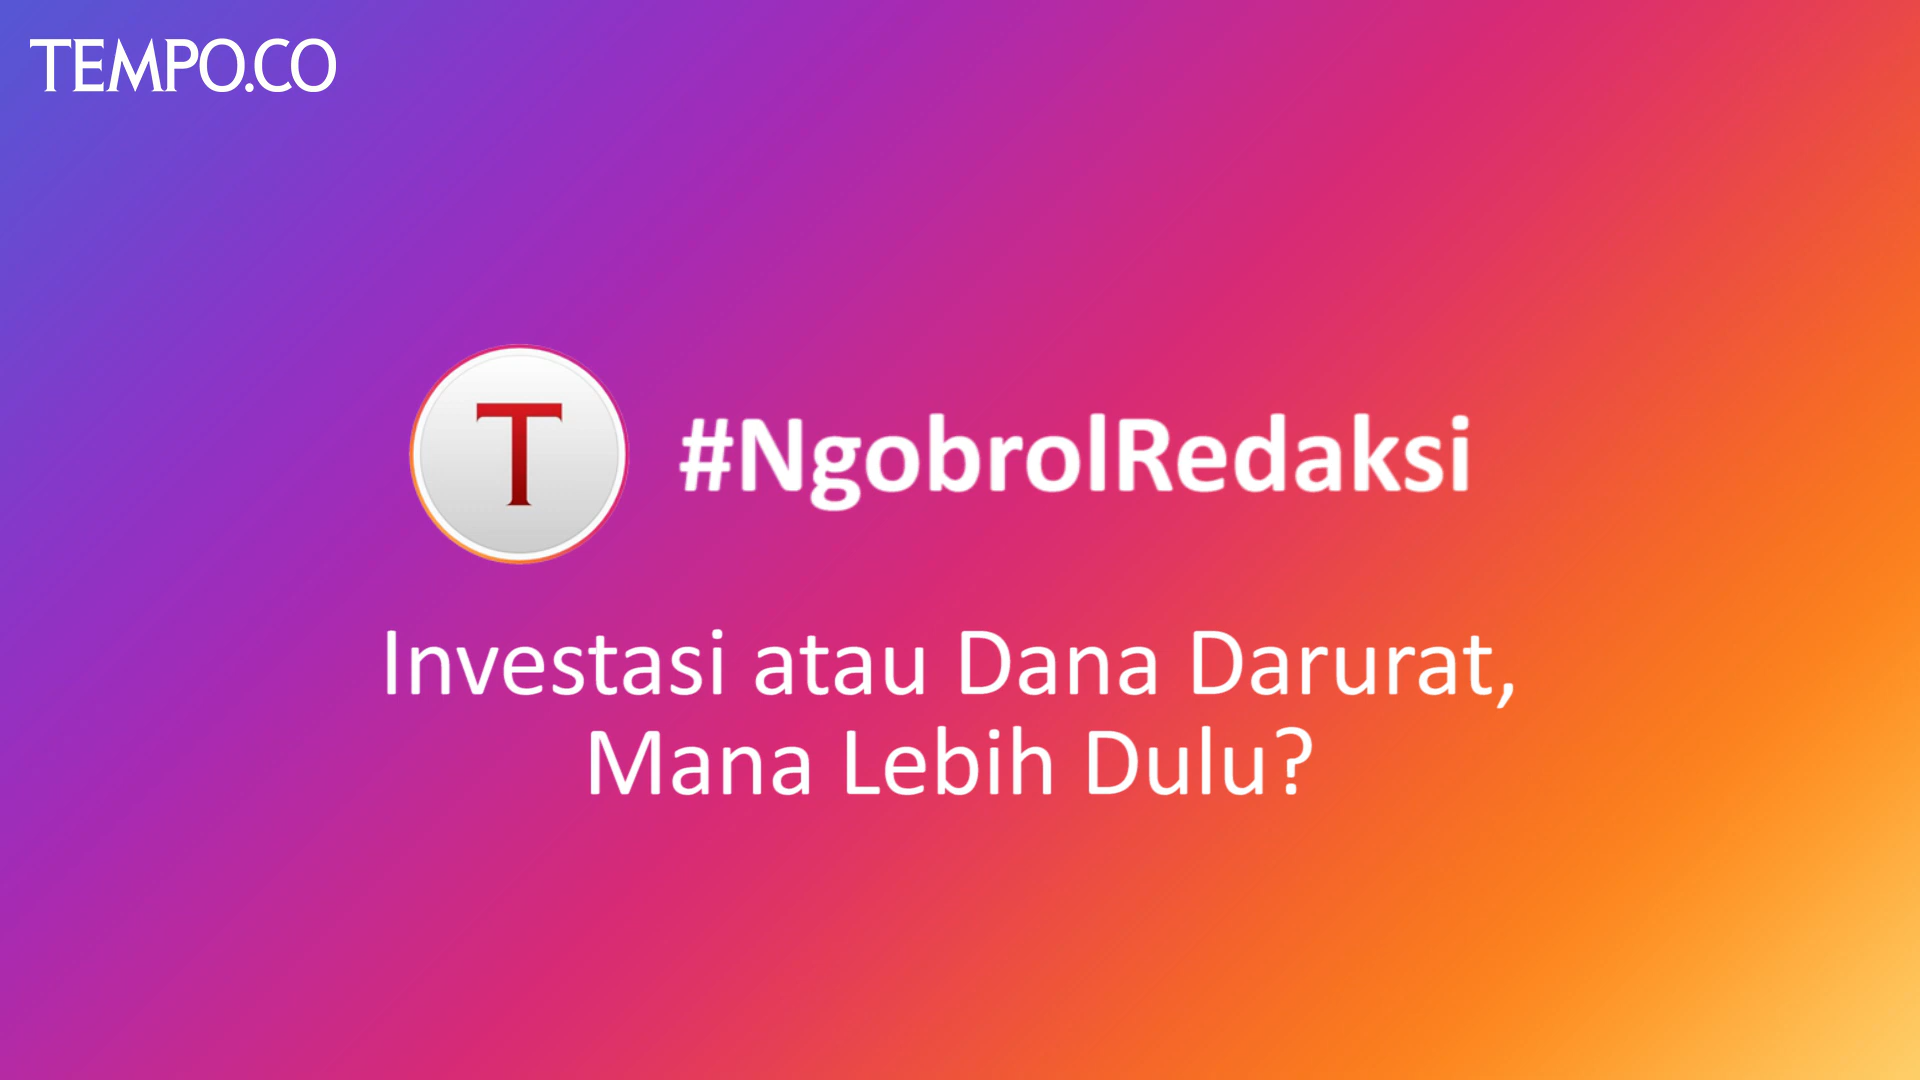 TEMPO.CO
T #NgobrolRedaksi
Investasi atau Dana Darurat,
Mana Lebih Dulu?